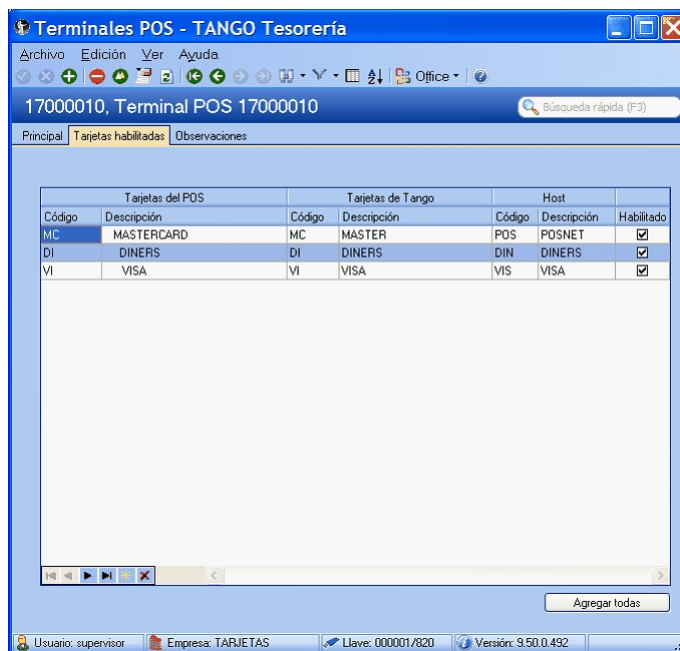 Terminales POS - TANGO Tesorería
Archivo Edición Ver Ayuda
Office
17000010, Terminal POS 17000010 Búsqueda rápida (F3)
Principal Tarjetas habilitadas Observaciones
Tarjetas del POS Tarjetas de Tango Host
Código Descripción Código Descripción Código Descripción Habilitado
MC MASTERCARD MC MASTER POS POSNET
DI DINERS DI DINERS DIN DINERS
VI VISA VI VISA VIS VISA
Agregar todas
Usuario: supervisor Empresa: TARJETAS Llave: 000001/820 Versión: 9.50.0.492